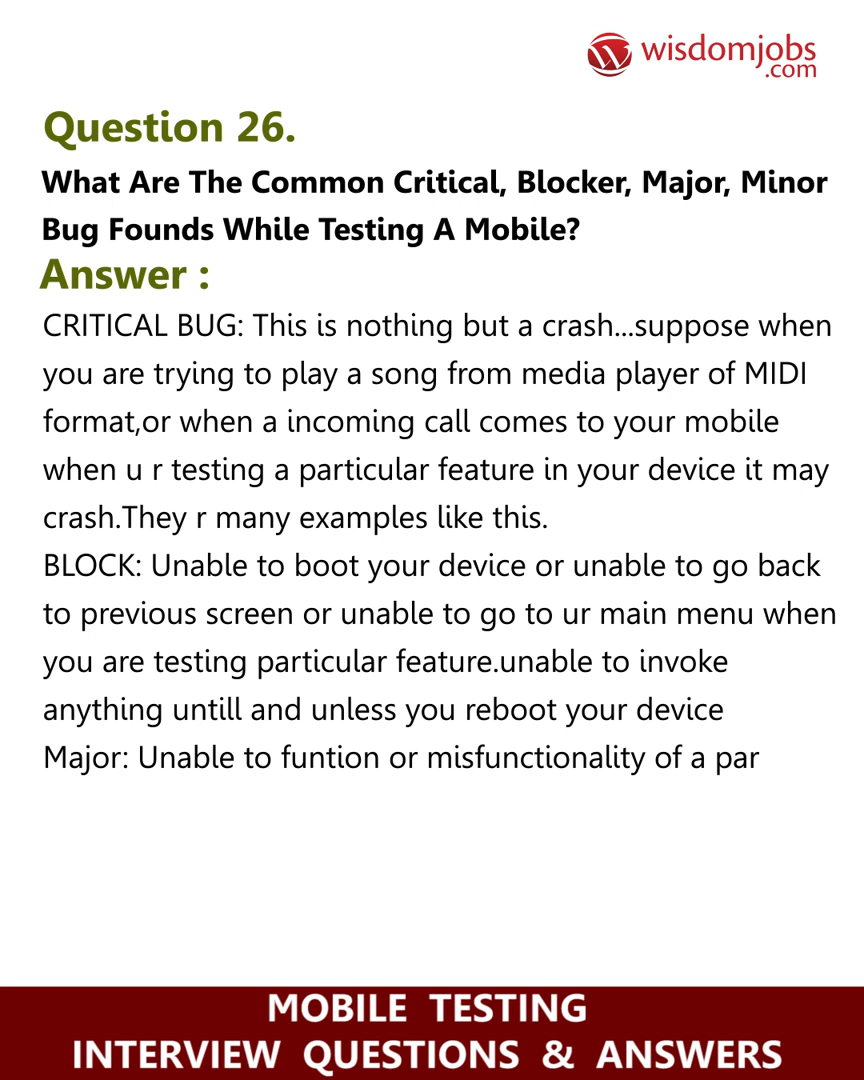 wisdomjobs
.com
Question 26.
What Are The Common Critical, Blocker, Major, Minor
Bug Founds While Testing A Mobile?
Answer :
CRITICAL BUG: This is nothing but a crash...suppose when
you are trying to play a song from media player of MIDI
format,or when a incoming call comes to your mobile
when u r testing a particular feature in your device it may
crash.They r many examples like this.
BLOCK: Unable to boot your device or unable to go back
to previous screen or unable to go to ur main menu when
you are testing particular feature.unable to invoke
anything untill and unless you reboot your device
Major: Unable to funtion or misfunctionality of a par
MOBILE TESTING
INTERVIEW QUESTIONS & ANSWERS